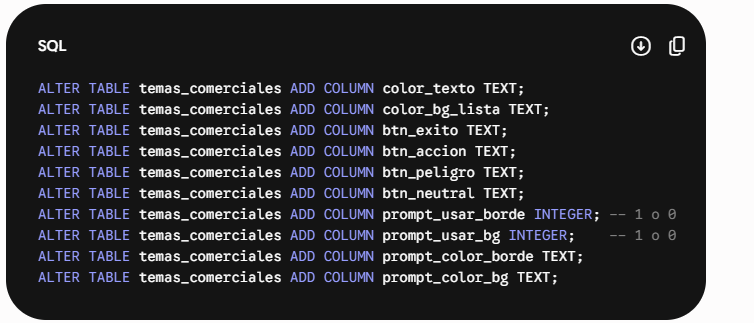 SQL
ALTER TABLE temas_comerciales ADD COLUMN color_texto TEXT;
ALTER TABLE temas_comerciales ADD COLUMN color_bg_lista TEXT;
ALTER TABLE temas_comerciales ADD COLUMN btn_exito TEXT;
ALTER TABLE temas_comerciales ADD COLUMN btn_accion TEXT;
ALTER TABLE temas_comerciales ADD COLUMN btn_peligro TEXT;
ALTER TABLE temas_comerciales ADD COLUMN btn_neutral TEXT;
ALTER TABLE temas_comerciales ADD COLUMN prompt_usar_borde INTEGER; -- 1 o 0
ALTER TABLE temas_comerciales ADD COLUMN prompt_usar_bg INTEGER;    -- 1 o 0
ALTER TABLE temas_comerciales ADD COLUMN prompt_color_borde TEXT;
ALTER TABLE temas_comerciales ADD COLUMN prompt_color_bg TEXT;